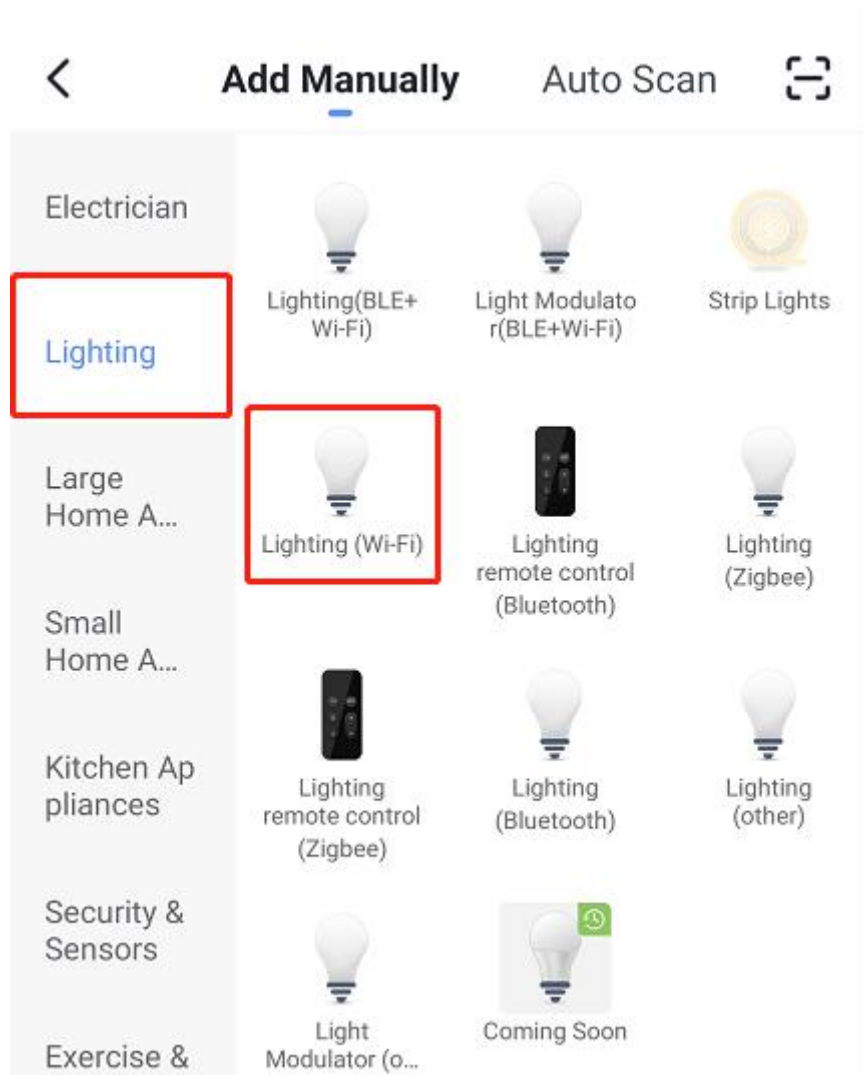 Add Manually
Auto Scan
Electrician
Lighting
Large
Home A...
Small
Home A...
Kitchen Ap
pliances
Security &
Sensors
Exercise &
Lighting(BLE+
Wi-Fi)
Light Modulato
r(BLE+Wi-Fi)
Strip Lights
Lighting (Wi-Fi)
Lighting
remote control
(Bluetooth)
Lighting
(Zigbee)
Lighting
remote control
(Zigbee)
Lighting
(Bluetooth)
Lighting
(other)
Light
Modulator (o...
Coming Soon